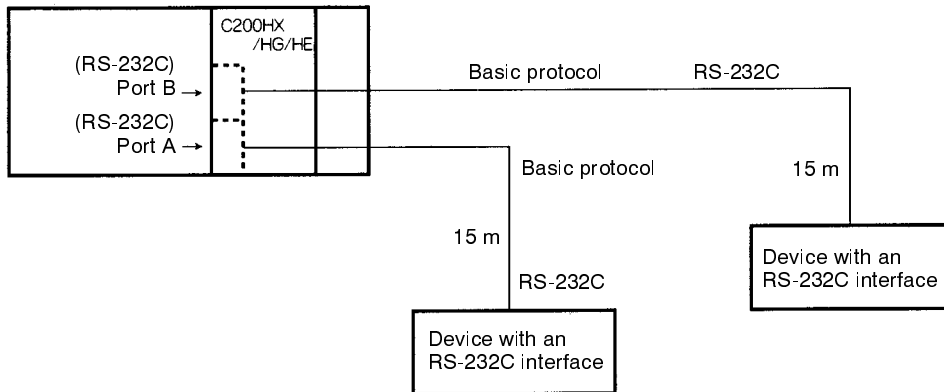 C200HX
/HG/HE
(RS-232C)
Port B
(RS-232C)
Port A
Basic protocol
RS-232C
Basic protocol
15 m
15 m
RS-232C
Device with an
RS-232C interface
Device with an
RS-232C interface